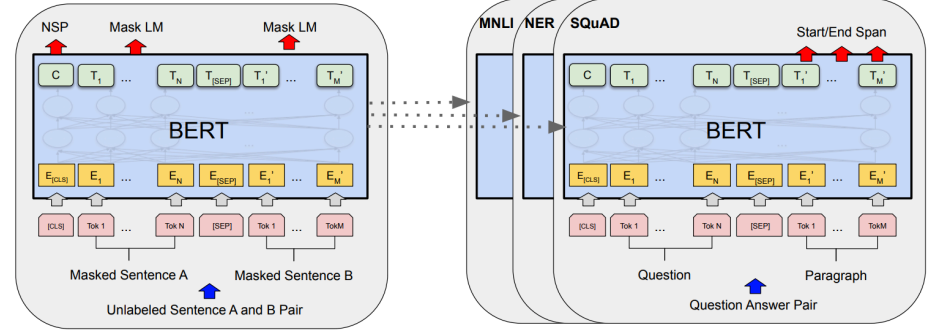 NSP Mask LM Mask LM
C T1 ... TN T[SEP] T1' ... TM'
BERT
E[CLS] E1 ... EN E[SEP] E1' ... EM'
[CLS] Tok 1 ... Tok N [SEP] Tok 1 ... TokM
Masked Sentence A Masked Sentence B
Unlabeled Sentence A and B Pair
MNLI NER SQuAD
Start/End Span
C T1 ... TN T[SEP] T1' ... TM'
BERT
E[CLS] E1 ... EN E[SEP] E1' ... EM'
[CLS] Tok 1 ... Tok N [SEP] Tok 1 ... TokM
Question Paragraph
Question Answer Pair